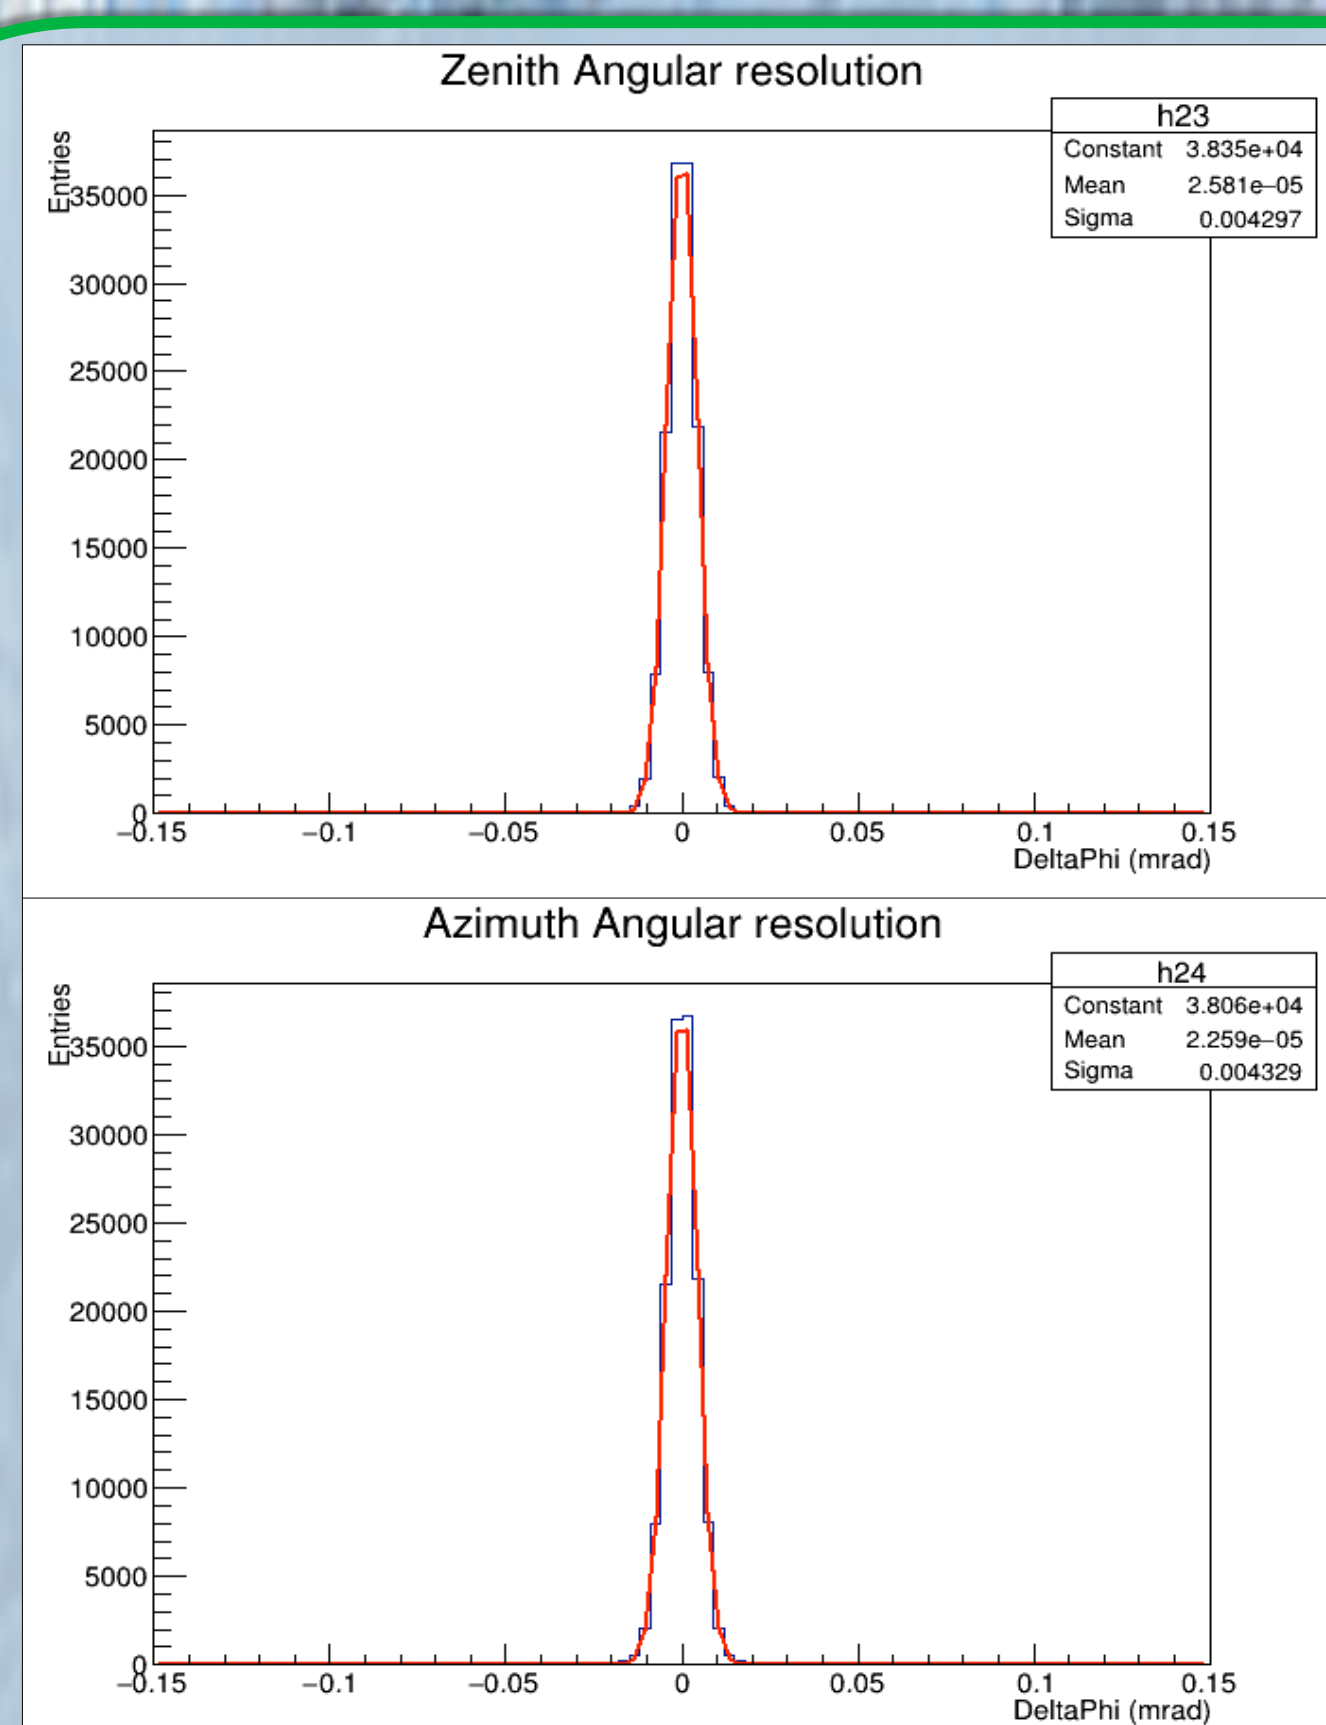 Zenith Angular resolution
h23
Constant 3.835e+04
Mean 2.581e−05
Sigma 0.004297
Entries
35000
30000
25000
20000
15000
10000
5000
0
−0.15 −0.1 −0.05 0 0.05 0.1 0.15
DeltaPhi (mrad)
Azimuth Angular resolution
h24
Constant 3.806e+04
Mean 2.259e−05
Sigma 0.004329
Entries
35000
30000
25000
20000
15000
10000
5000
0
−0.15 −0.1 −0.05 0 0.05 0.1 0.15
DeltaPhi (mrad)